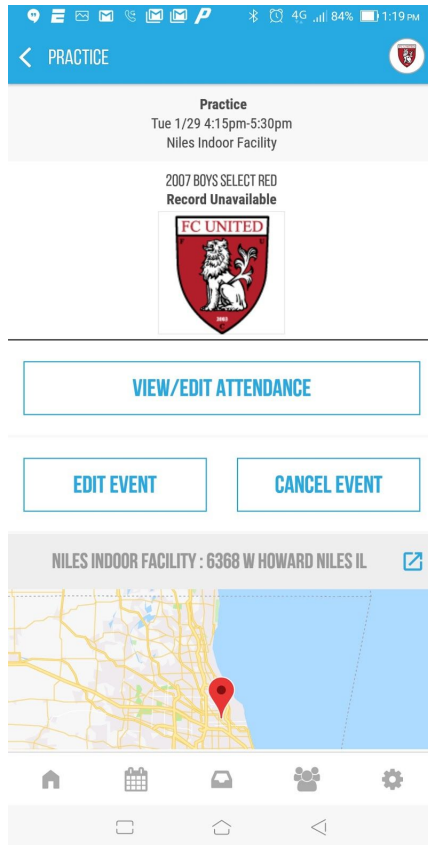 4G 84% 1:19 PM
PRACTICE
Practice
Tue 1/29 4:15pm-5:30pm
Niles Indoor Facility
2007 BOYS SELECT RED
Record Unavailable
FC UNITED
F U
2003
C
VIEW/EDIT ATTENDANCE
EDIT EVENT CANCEL EVENT
NILES INDOOR FACILITY : 6368 W HOWARD NILES IL